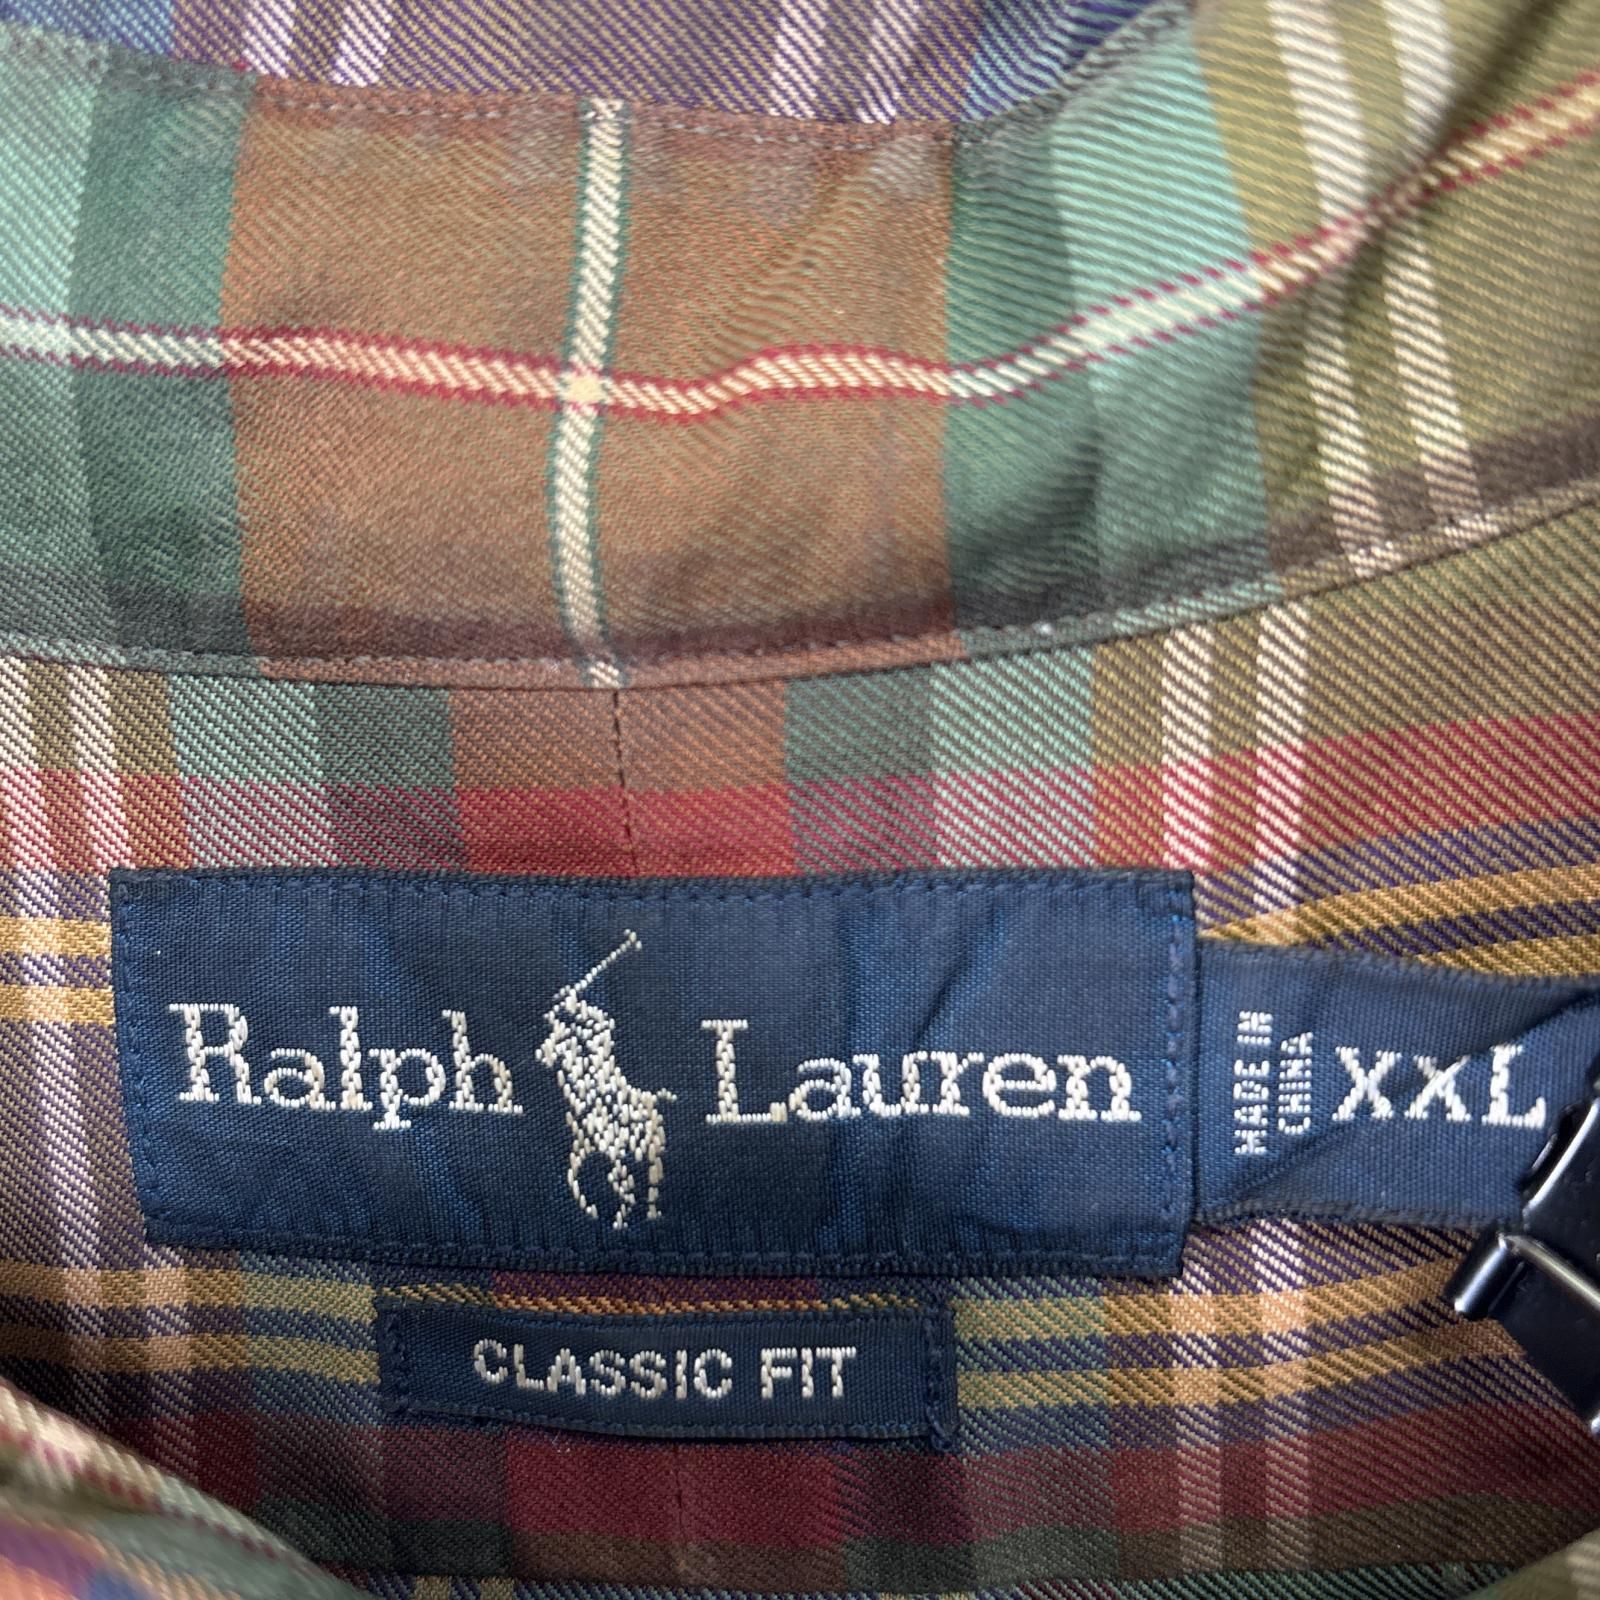 Ralph Lauren
MADE IN
CHINA
XXL
CLASSIC FIT